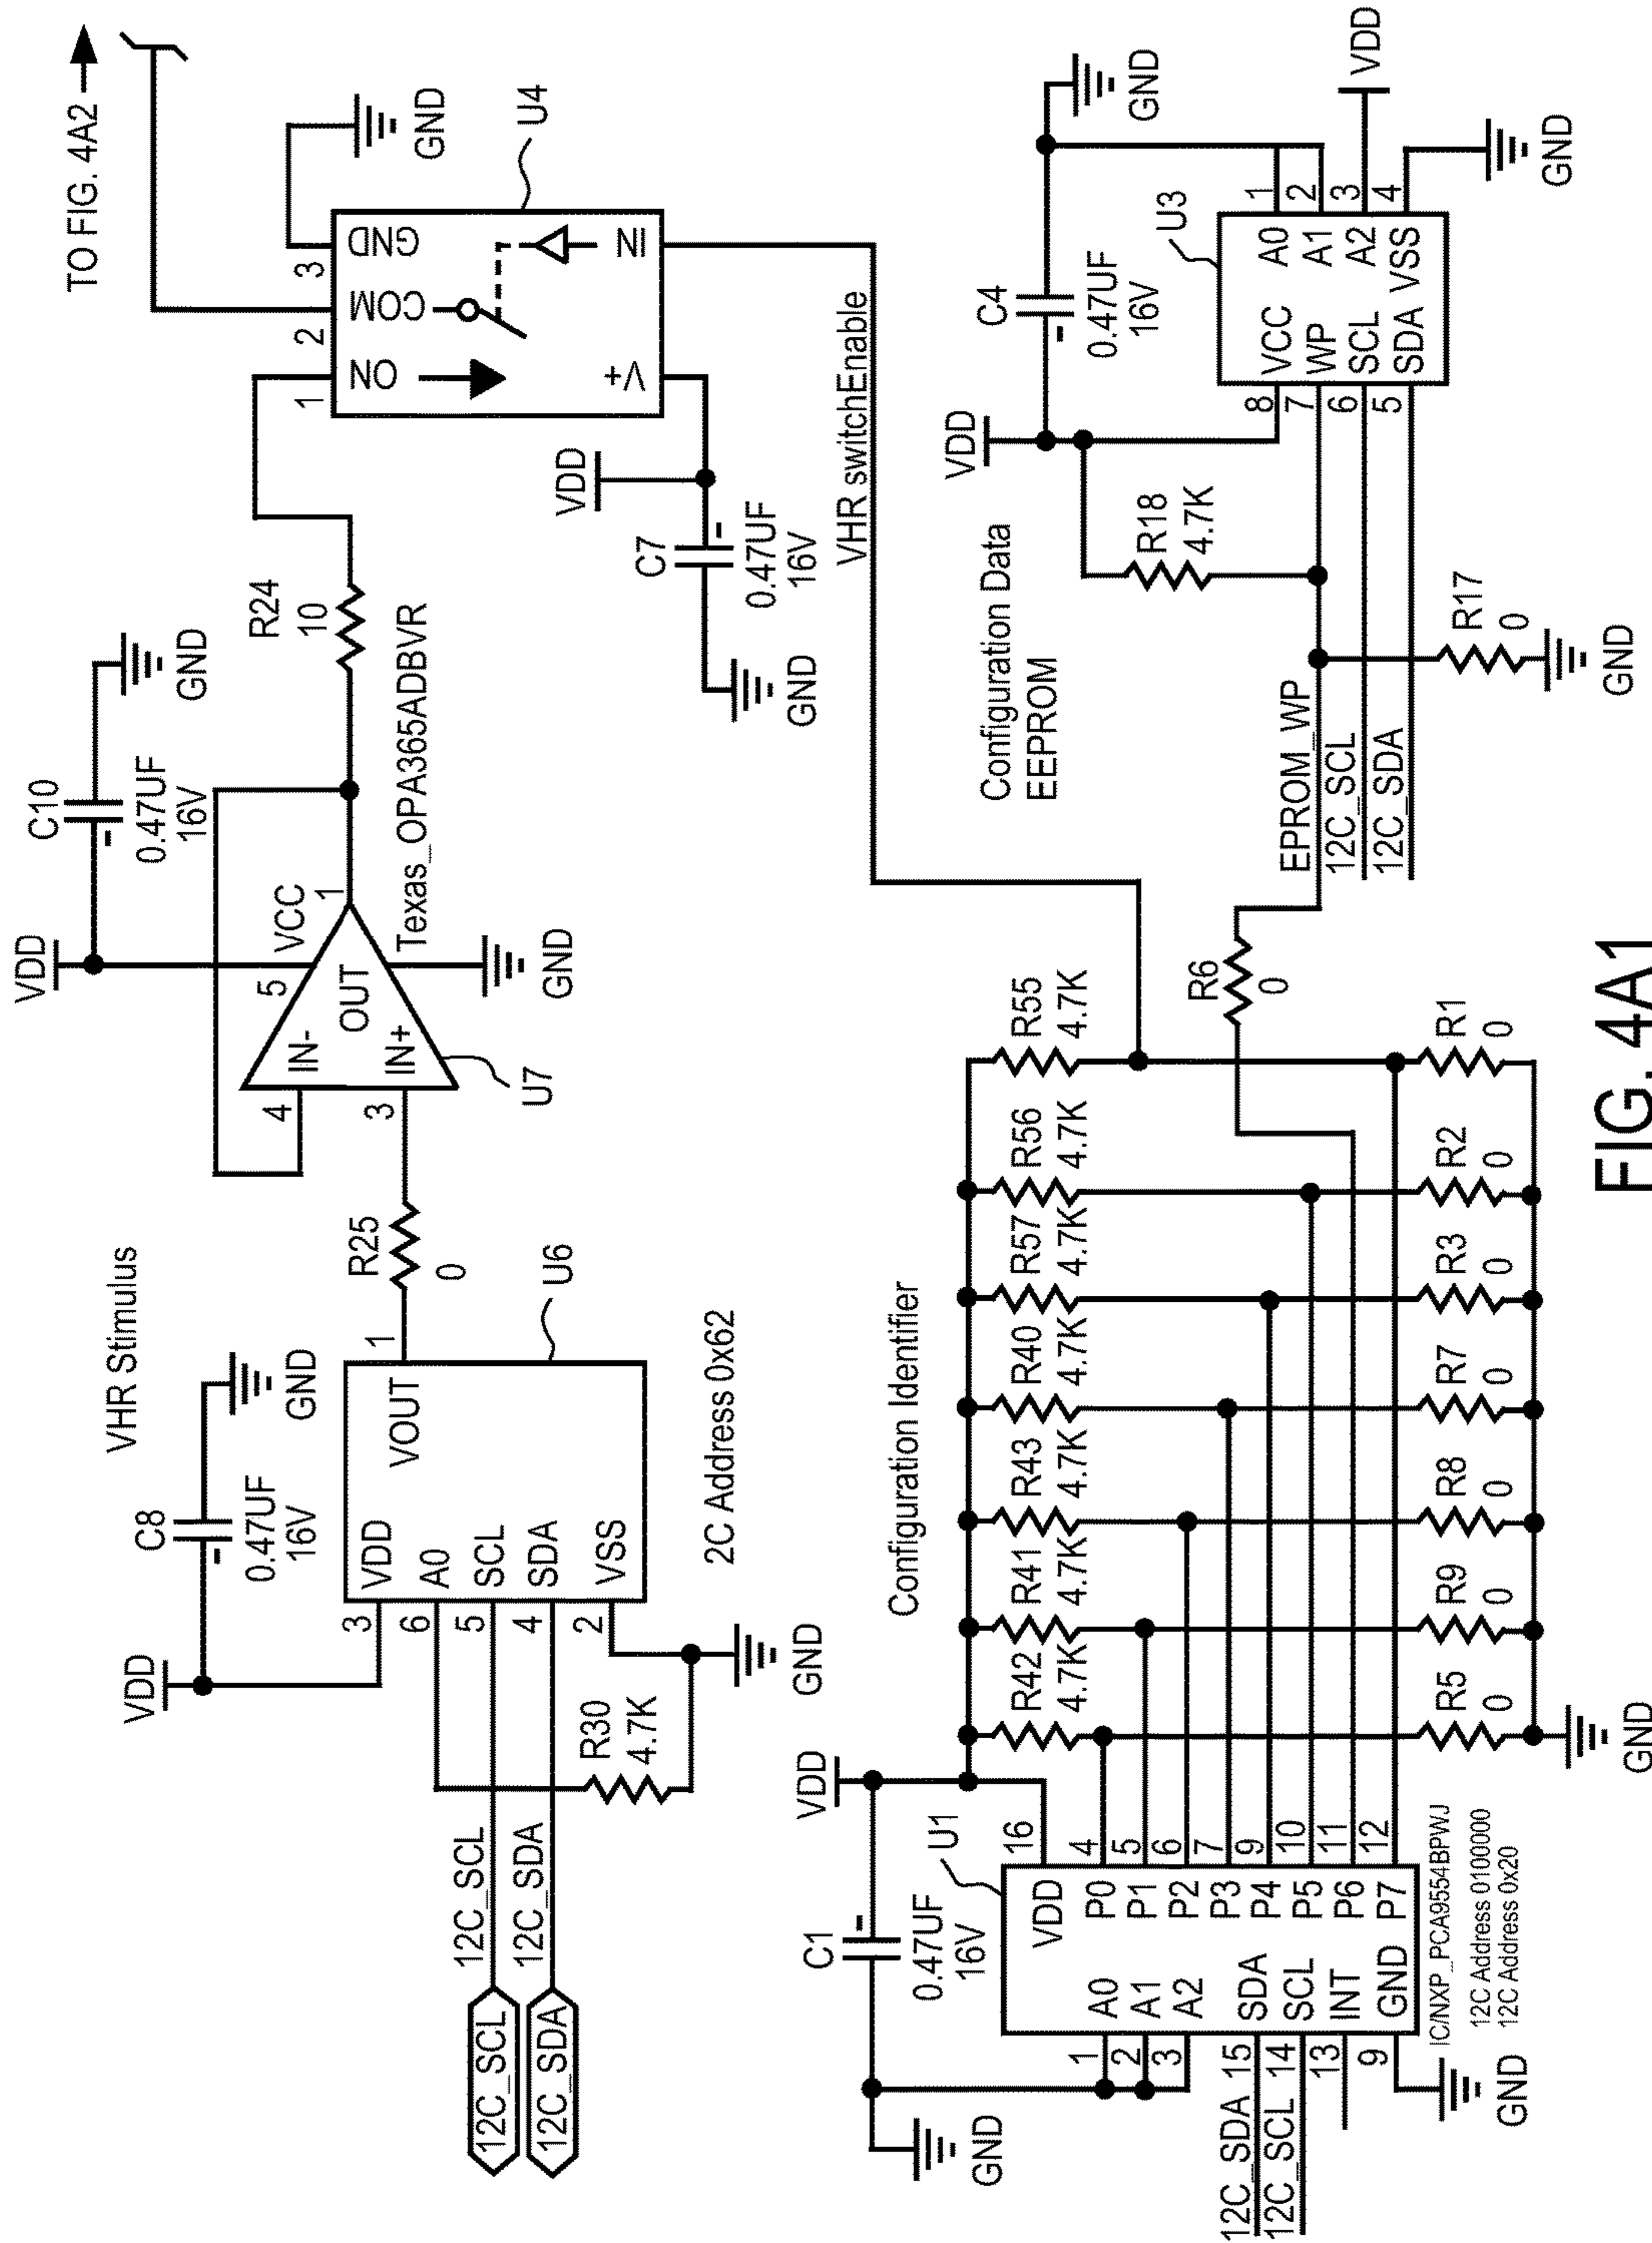 TO FIG. 4A2
VHR Stimulus
VDD
C8
0.47UF
16V
GND
VDD
C10
0.47UF
16V
GND
12C_SCL
12C_SCL
12C_SDA
12C_SDA
3
VDD
6
A0
5
SCL
4
SDA
2
VSS
VOUT
1
U6
2C Address 0x62
R30
4.7K
GND
R25
0
4
IN-
3
IN+
OUT
5
VCC
1
U7
Texas_OPA365ADBVR
GND
R24
10
1
ON
2
COM
3
GND
V+
IN
U4
GND
VDD
C7
0.47UF
16V
GND
VHR switchEnable
Configuration Identifier
VDD
C1
0.47UF
16V
GND
U1
1
A0
2
A1
3
A2
12C_SDA
15
SDA
12C_SCL
14
SCL
13
INT
9
GND
GND
VDD
16
P0
4
P1
5
P2
6
P3
7
P4
9
P5
10
P6
11
P7
12
IC/NXP_PCA9554BPWJ
12C Address 0100000
12C Address 0x20
R42
4.7K
R41
4.7K
R43
4.7K
R40
4.7K
R57
4.7K
R56
4.7K
R55
4.7K
R5
0
R9
0
R8
0
R7
0
R3
0
R2
0
R1
0
GND
R6
0
Configuration Data
EEPROM
EPROM_WP
12C_SCL
12C_SDA
VDD
R18
4.7K
R17
0
GND
C4
0.47UF
16V
GND
U3
8
VCC
7
WP
6
SCL
5
SDA
A0
1
A1
2
A2
3
VSS
4
VDD
GND
FIG. 4A1